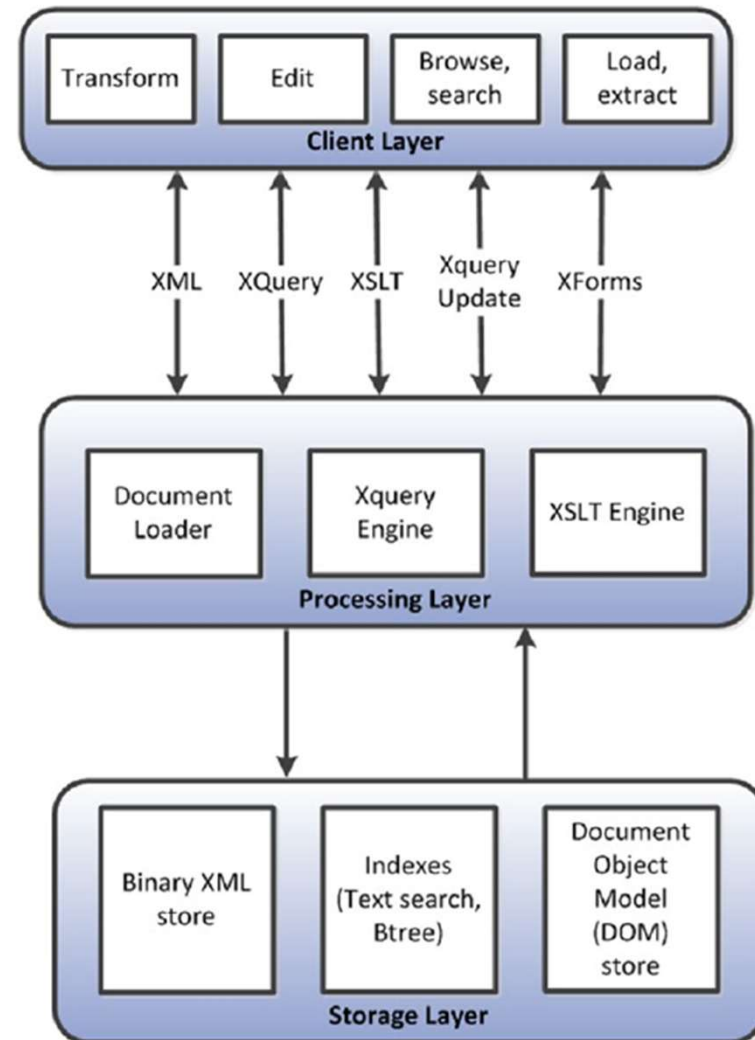 Transform
Edit
Browse,
search
Load,
extract
Client Layer
XML
XQuery
XSLT
Xquery
Update
XForms
Document
Loader
Xquery
Engine
XSLT Engine
Processing Layer
Binary XML
store
Indexes
(Text search,
Btree)
Document
Object
Model
(DOM)
store
Storage Layer